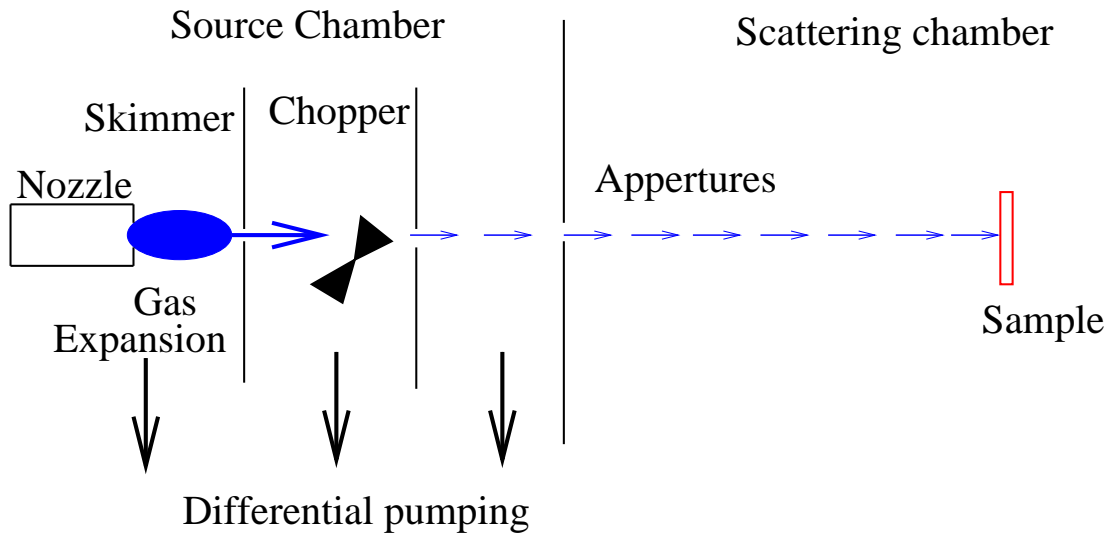 Source Chamber
Scattering chamber
Skimmer
Chopper
Nozzle
Appertures
Gas
Expansion
Sample
Differential pumping